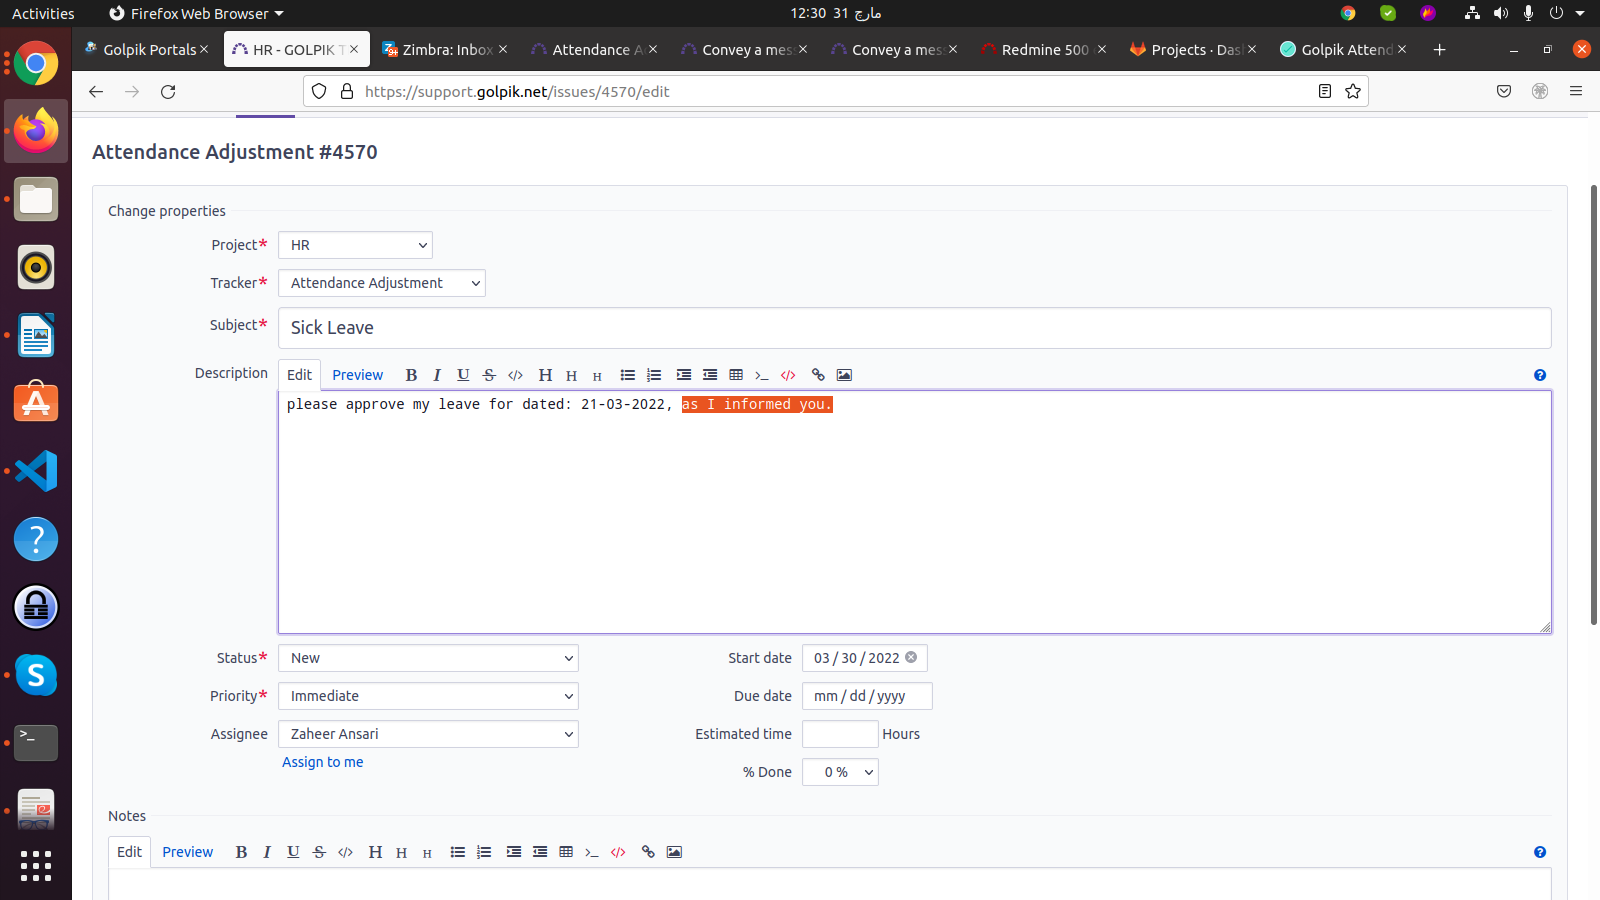 Activities Firefox Web Browser 12:30 31 مارچ
Golpik Portals HR - GOLPIK T Zimbra: Inbox Attendance A Convey a mess Convey a mess Redmine 500 Projects · Das Golpik Attend
https://support.golpik.net/issues/4570/edit
Attendance Adjustment #4570
Change properties
Project* HR
Tracker* Attendance Adjustment
Subject* Sick Leave
Description Edit Preview B I U S </> H H H >_ </> ?
please approve my leave for dated: 21-03-2022, as I informed you.
Status* New Start date 03 / 30 / 2022
Priority* Immediate Due date mm / dd / yyyy
Assignee Zaheer Ansari Estimated time Hours
Assign to me % Done 0 %
Notes
Edit Preview B I U S </> H H H >_ </> ?